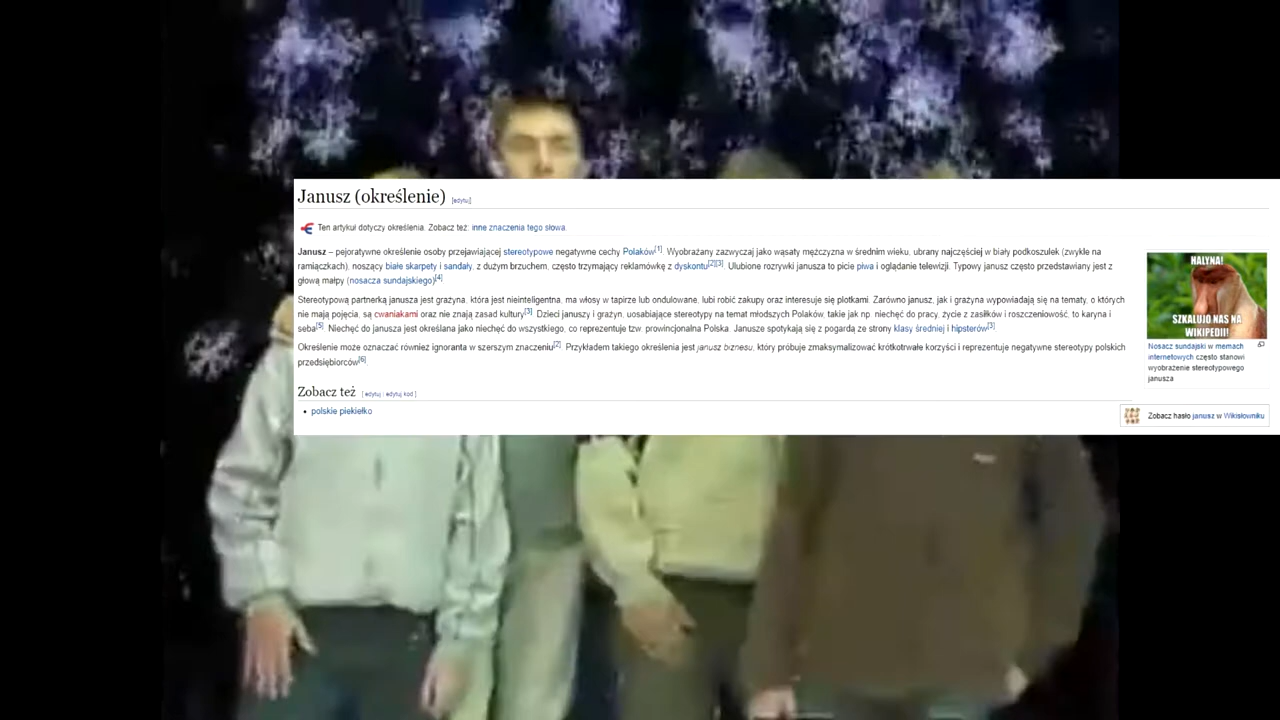 Janusz (określenie) [edytuj]
Ten artykuł dotyczy określenia. Zobacz też: inne znaczenia tego słowa.
Janusz – pejoratywne określenie osoby przejawiającej stereotypowe negatywne cechy Polaków[1]. Wyobrażany zazwyczaj jako wąsaty mężczyzna w średnim wieku, ubrany najczęściej w biały podkoszulek (zwykle na
ramiączkach), noszący białe skarpety i sandały, z dużym brzuchem, często trzymający reklamówkę z dyskontu[2][3]. Ulubione rozrywki janusza to picie piwa i oglądanie telewizji. Typowy janusz często przedstawiany jest z
głową małpy (nosacza sundajskiego)[4].
Stereotypową partnerką janusza jest grażyna, która jest nieinteligentna, ma włosy w tapirze lub ondulowane, lubi robić zakupy oraz interesuje się plotkami. Zarówno janusz, jak i grażyna wypowiadają się na tematy, o których
nie mają pojęcia, są cwaniakami oraz nie znają zasad kultury[3]. Dzieci januszy i grażyn, uosabiające stereotypy na temat młodszych Polaków, takie jak np. niechęć do pracy, życie z zasiłków i roszczeniowość, to karyna i
seba[5]. Niechęć do janusza jest określana jako niechęć do wszystkiego, co reprezentuje tzw. prowincjonalna Polska. Janusze spotykają się z pogardą ze strony klasy średniej i hipsterów[3].
Określenie może oznaczać również ignoranta w szerszym znaczeniu[2]. Przykładem takiego określenia jest janusz biznesu, który próbuje zmaksymalizować krótkotrwałe korzyści i reprezentuje negatywne stereotypy polskich
przedsiębiorców[6].
Zobacz też [ edytuj | edytuj kod ]
• polskie piekiełko
HALYNA!
SZKALUJO NAS NA
WIKIPEDII!
Nosacz sundajski w memach
internetowych często stanowi
wyobrażenie stereotypowego
janusza
Zobacz hasło janusz w Wikisłowniku